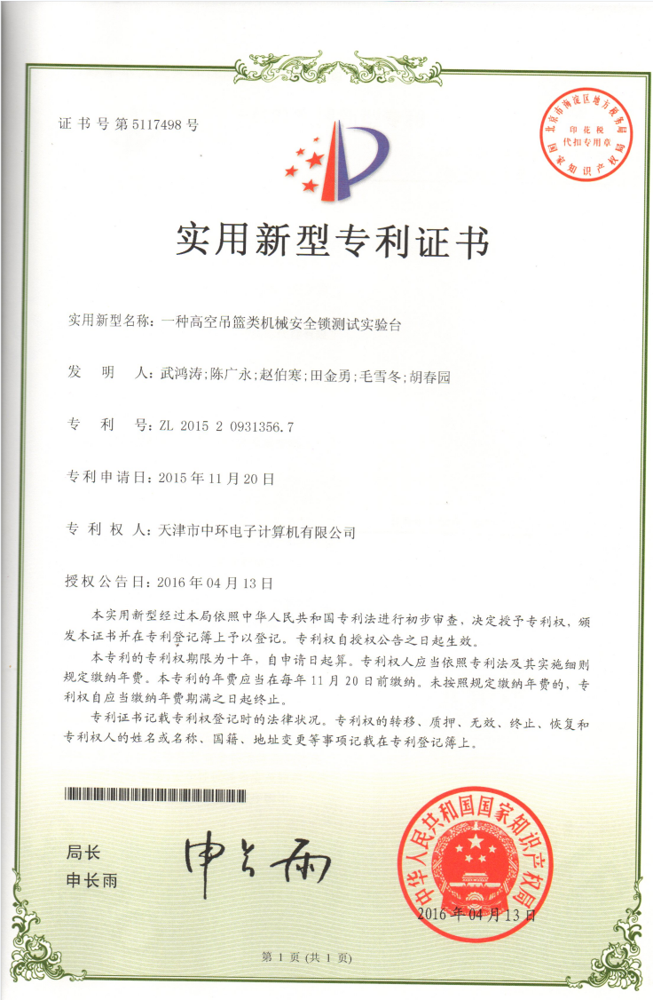 证书号第5117498号
北京市海淀区地方税务局
印花税
代扣专用章
国家知识产权局
实用新型专利证书
实用新型名称：一种高空吊篮类机械安全锁测试实验台
发明人：武鸿涛;陈广永;赵伯寒;田金勇;毛雪冬;胡春园
专利号：ZL 2015 2 0931356.7
专利申请日：2015年11月20日
专利权人：天津市中环电子计算机有限公司
授权公告日：2016年04月13日
本实用新型经过本局依照中华人民共和国专利法进行初步审查，决定授予专利权，颁
发本证书并在专利登记簿上予以登记。专利权自授权公告之日起生效。
本专利的专利权期限为十年，自申请日起算。专利权人应当依照专利法及其实施细则
规定缴纳年费。本专利的年费应当在每年11月20日前缴纳。未按照规定缴纳年费的，专
利权自应当缴纳年费期满之日起终止。
专利证书记载专利权登记时的法律状况。专利权的转移、质押、无效、终止、恢复和
专利权人的姓名或名称、国籍、地址变更等事项记载在专利登记簿上。
局长
申长雨
申长雨
中华人民共和国国家知识产权局
2016年04月13日
第1页(共1页)